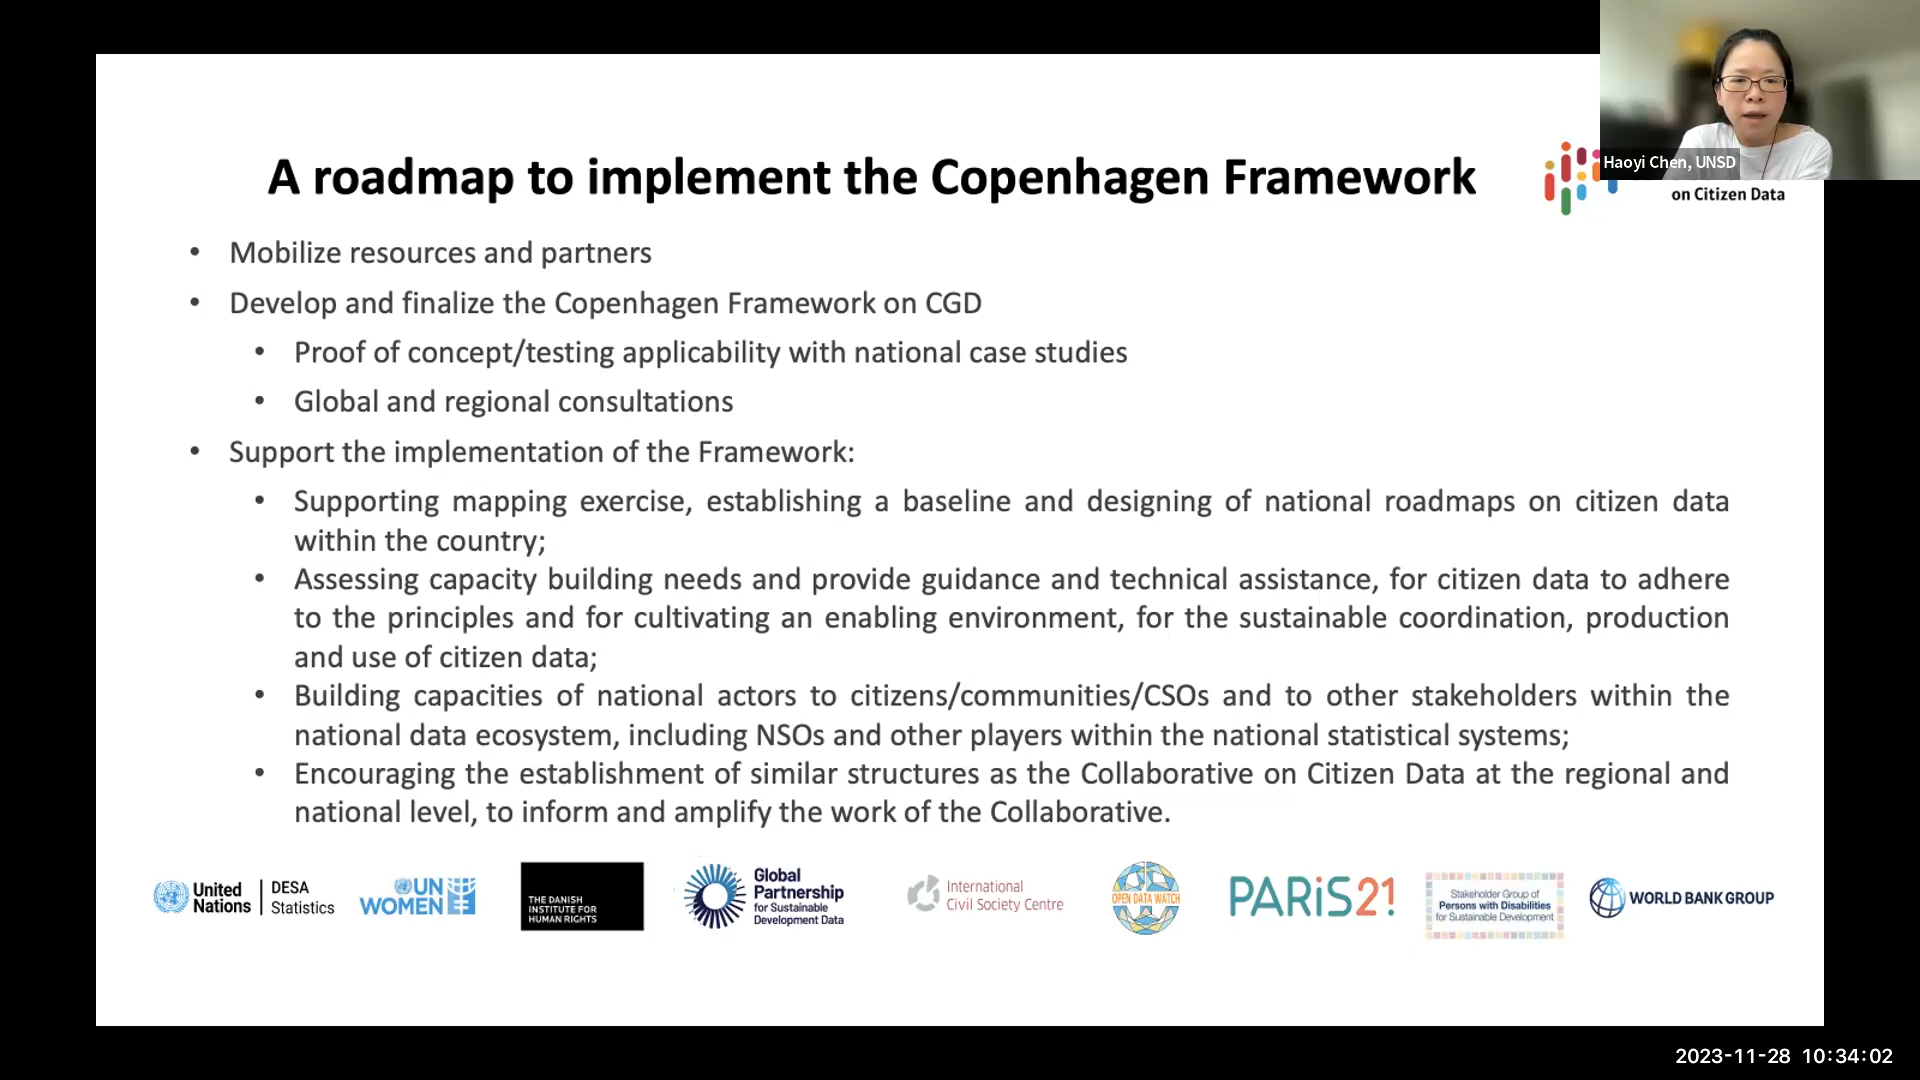 A roadmap to implement the Copenhagen Framework
Haoyi Chen, UNSD
on Citizen Data
• Mobilize resources and partners
• Develop and finalize the Copenhagen Framework on CGD
• Proof of concept/testing applicability with national case studies
• Global and regional consultations
• Support the implementation of the Framework:
• Supporting mapping exercise, establishing a baseline and designing of national roadmaps on citizen data
within the country;
• Assessing capacity building needs and provide guidance and technical assistance, for citizen data to adhere
to the principles and for cultivating an enabling environment, for the sustainable coordination, production
and use of citizen data;
• Building capacities of national actors to citizens/communities/CSOs and to other stakeholders within the
national data ecosystem, including NSOs and other players within the national statistical systems;
• Encouraging the establishment of similar structures as the Collaborative on Citizen Data at the regional and
national level, to inform and amplify the work of the Collaborative.
United
Nations
DESA
Statistics
UN
WOMEN
THE DANISH
INSTITUTE FOR
HUMAN RIGHTS
Global
Partnership
for Sustainable
Development Data
International
Civil Society Centre
OPEN DATA WATCH
PARiS21
Stakeholder Group of
Persons with Disabilities
for Sustainable Development
WORLD BANK GROUP
2023-11-28 10:34:02